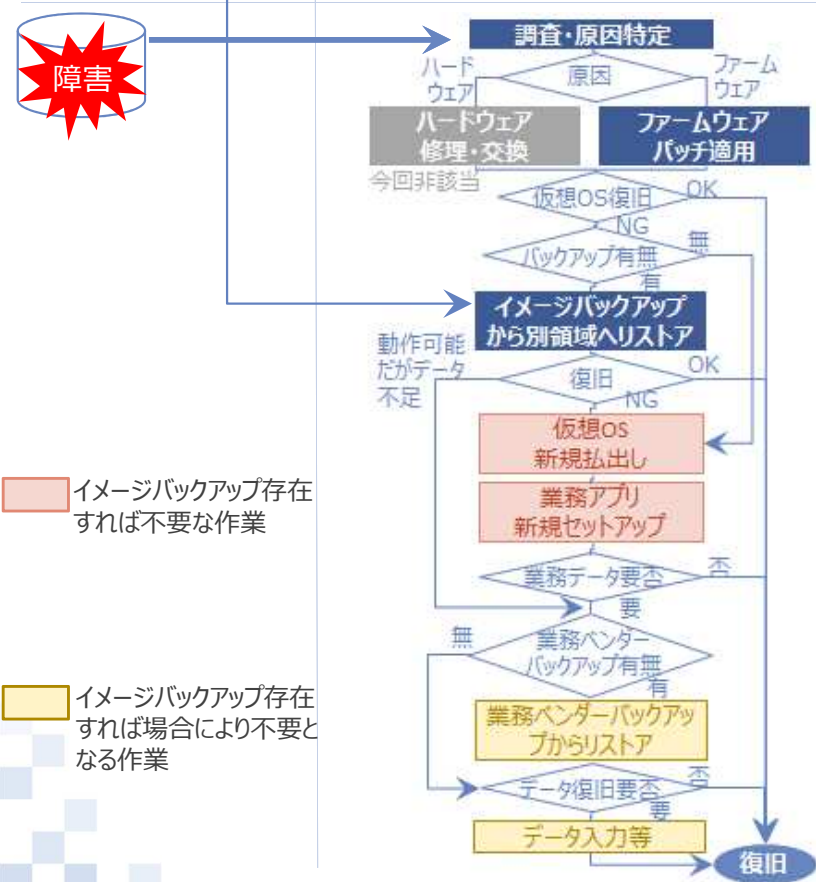 障害
調査・原因特定
ハード
ウェア
原因
ファーム
ウェア
ハードウェア
修理・交換
ファームウェア
パッチ適用
今回非該当
仮想OS復旧
OK
NG
バックアップ有無
無
有
イメージバックアップ
から別領域へリストア
動作可能
だがデータ
不足
復旧
OK
NG
仮想OS
新規払出し
業務アプリ
新規セットアップ
イメージバックアップ存在
すれば不要な作業
業務データ要否
否
要
無
業務ベンダー
バックアップ有無
有
イメージバックアップ存在
すれば場合により不要と
なる作業
業務ベンダーバックアッ
プからリストア
データ復旧要否
否
要
データ入力等
復旧